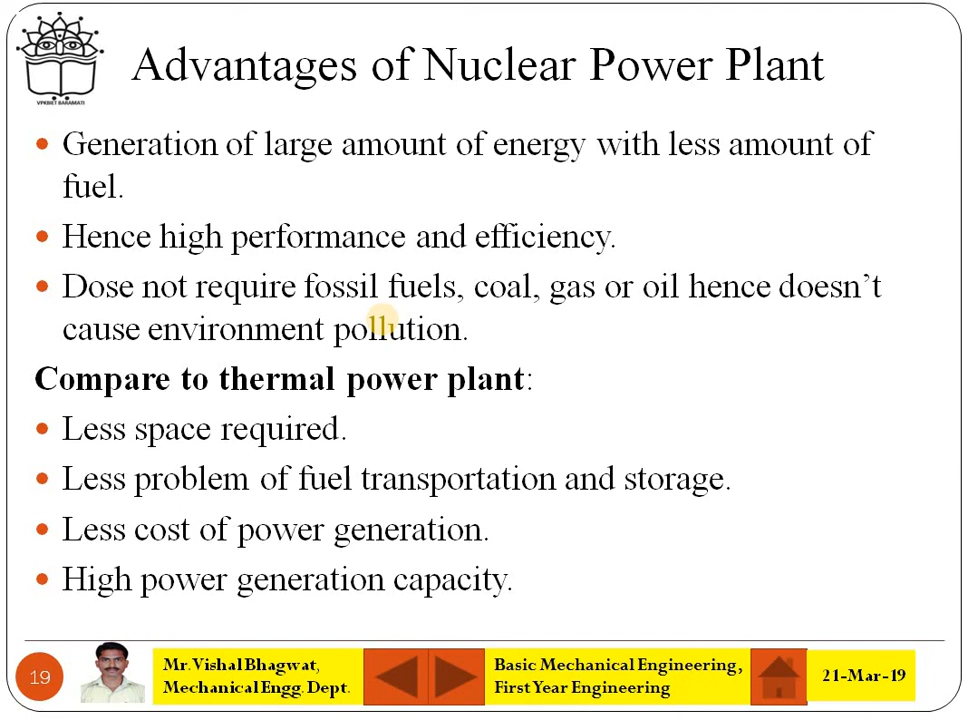 Advantages of Nuclear Power Plant
VPKBIET BARAMATI
• Generation of large amount of energy with less amount of
fuel.
• Hence high performance and efficiency.
• Dose not require fossil fuels, coal, gas or oil hence doesn’t
cause environment pollution.
Compare to thermal power plant:
• Less space required.
• Less problem of fuel transportation and storage.
• Less cost of power generation.
• High power generation capacity.
19
Mr. Vishal Bhagwat,
Mechanical Engg. Dept.
Basic Mechanical Engineering,
First Year Engineering
21-Mar-19